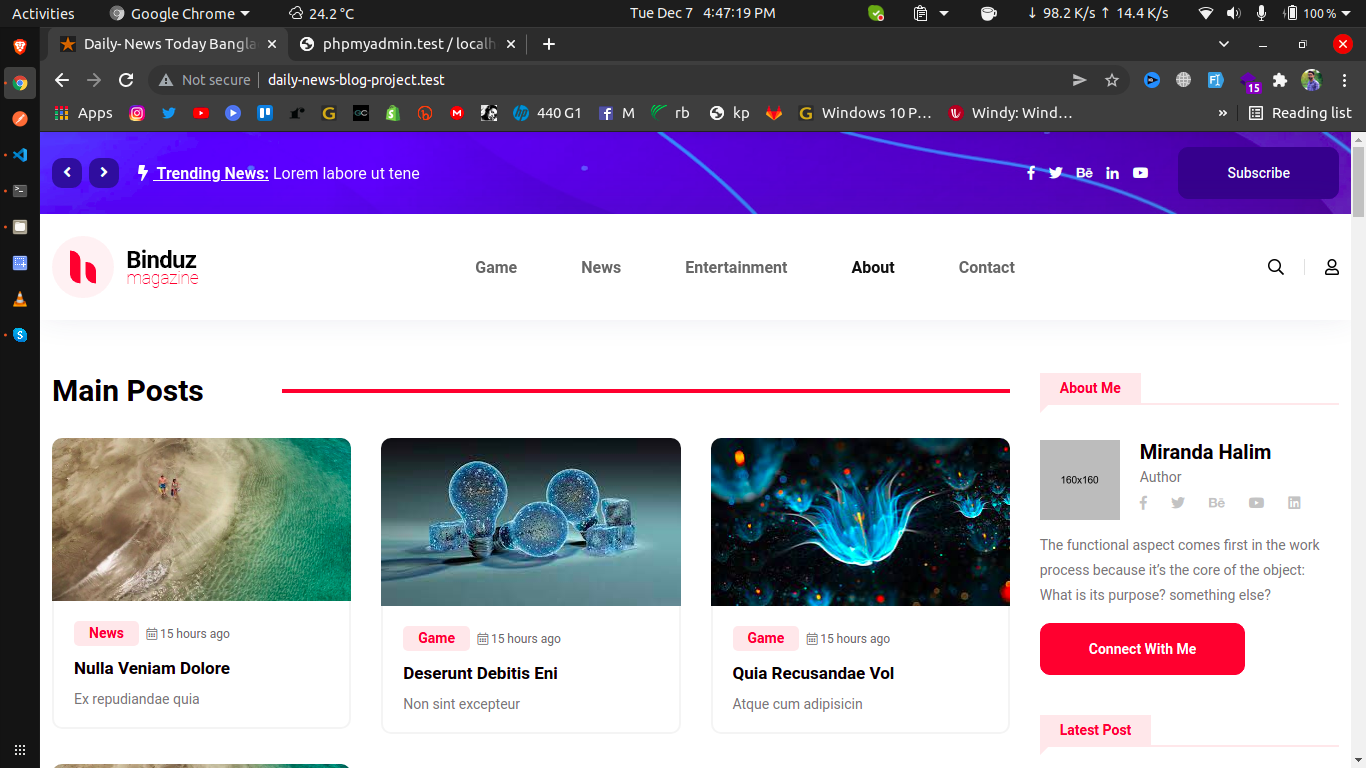 Activities
Google Chrome
24.2 °C
Tue Dec 7 4:47:19 PM
↓ 98.2 K/s ↑ 14.4 K/s
100 %
Daily- News Today Bangla
phpmyadmin.test / localh
Not secure
daily-news-blog-project.test
15
Apps
440 G1
M
rb
kp
Windows 10 P…
Windy: Wind…
»
Reading list
Trending News: Lorem labore ut tene
Subscribe
Binduz
magazine
Game
News
Entertainment
About
Contact
Main Posts
News
15 hours ago
Nulla Veniam Dolore
Ex repudiandae quia
Game
15 hours ago
Deserunt Debitis Eni
Non sint excepteur
Game
15 hours ago
Quia Recusandae Vol
Atque cum adipisicin
About Me
160x160
Miranda Halim
Author
The functional aspect comes first in the work
process because it's the core of the object:
What is its purpose? something else?
Connect With Me
Latest Post